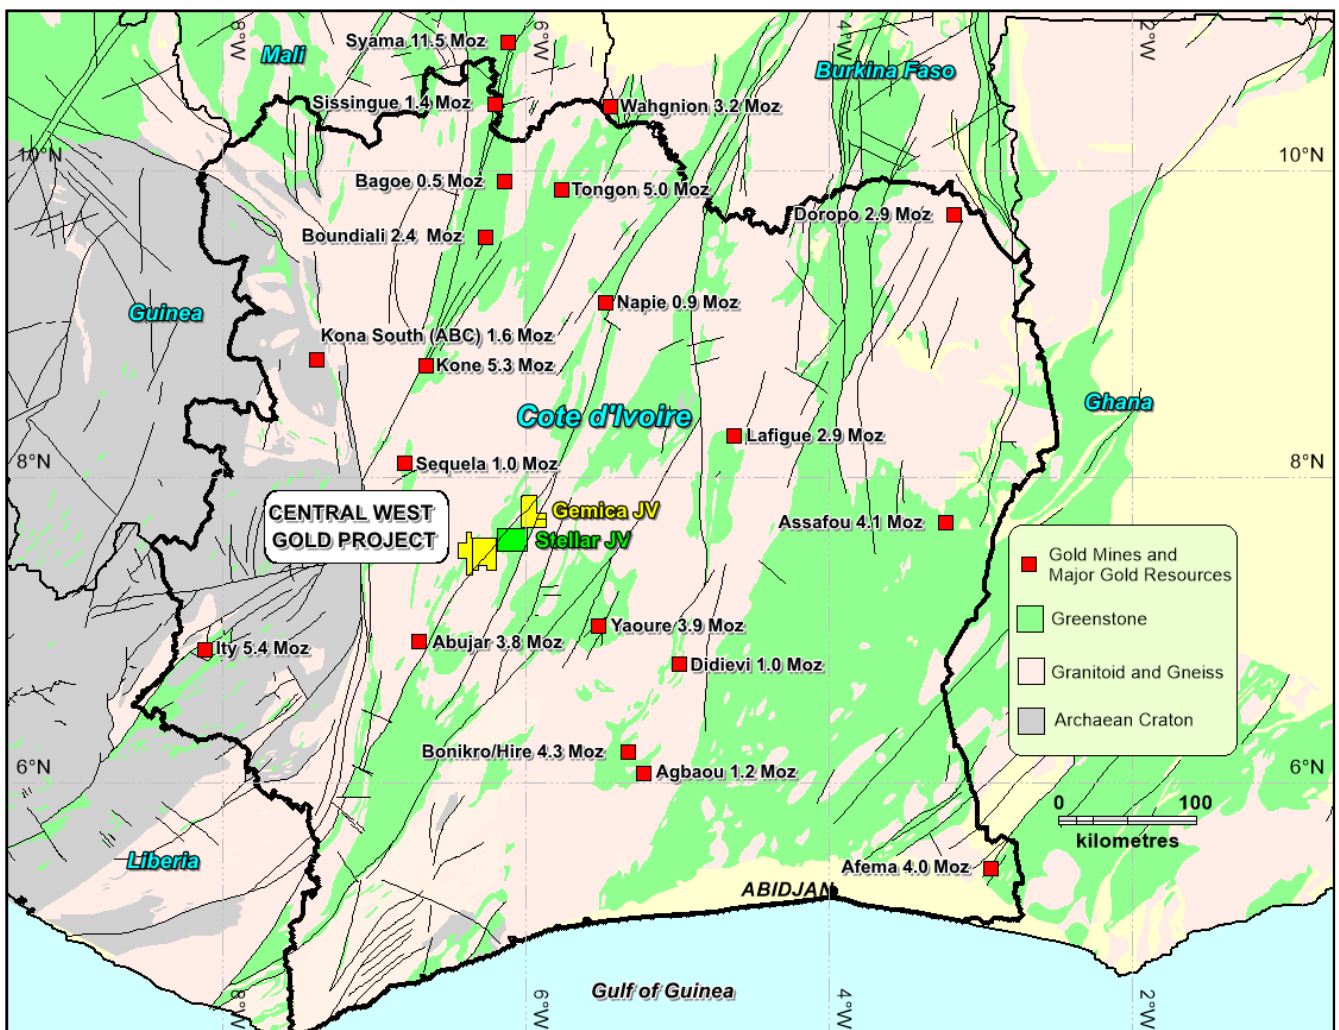 8°W
6°W
4°W
2°W
Syama 11.5 Moz
Mali
Burkina Faso
Sissingue 1.4 Moz
Wahgnion 3.2 Moz
10°N
10°N
Bagoe 0.5 Moz
Tongon 5.0 Moz
Doropo 2.9 Moz
Boundiali 2.4 Moz
Guinea
Napie 0.9 Moz
Kona South (ABC) 1.6 Moz
Kone 5.3 Moz
Ghana
Cote d'Ivoire
Lafigue 2.9 Moz
8°N
8°N
Sequela 1.0 Moz
CENTRAL WEST
GOLD PROJECT
Gemica JV
Assafou 4.1 Moz
Stellar JV
Gold Mines and
Major Gold Resources
Greenstone
Granitoid and Gneiss
Archaean Craton
Yaoure 3.9 Moz
Abujar 3.8 Moz
Ity 5.4 Moz
Didievi 1.0 Moz
Bonikro/Hire 4.3 Moz
Agbaou 1.2 Moz
6°N
6°N
0 100
kilometres
Liberia
Afema 4.0 Moz
ABIDJAN
Gulf of Guinea
8°W
6°W
4°W
2°W